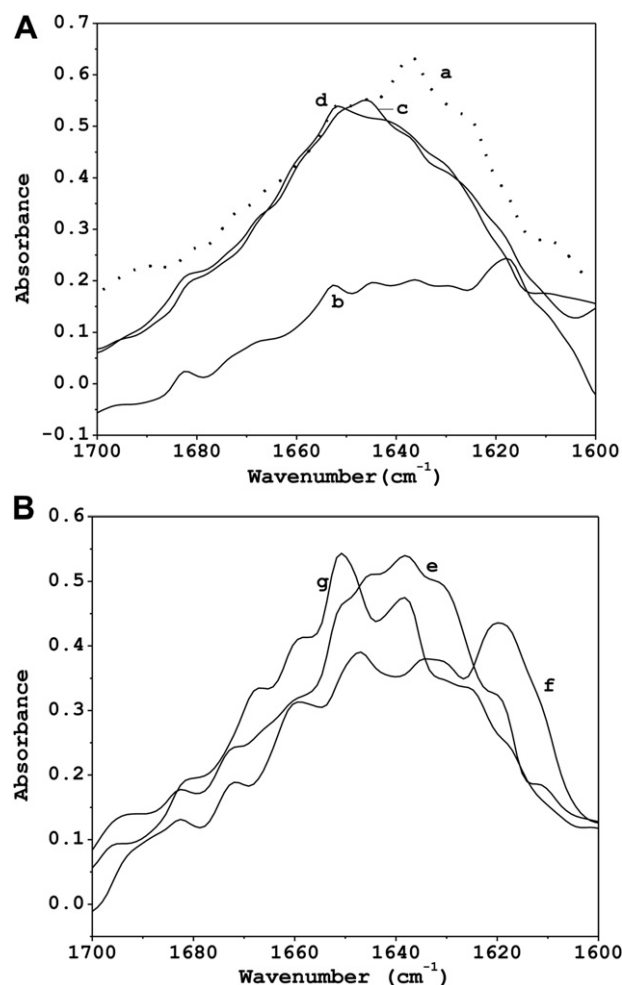 A
0.7
0.6
0.5
0.4
0.3
0.2
0.1
0.0
-0.1
Absorbance
a
d
c
b
1700 1680 1660 1640 1620 1600
Wavenumber(cm-1)
B
0.6
0.5
0.4
0.3
0.2
0.1
0.0
Absorbance
g
e
f
1700 1680 1660 1640 1620 1600
Wavenumber (cm-1)